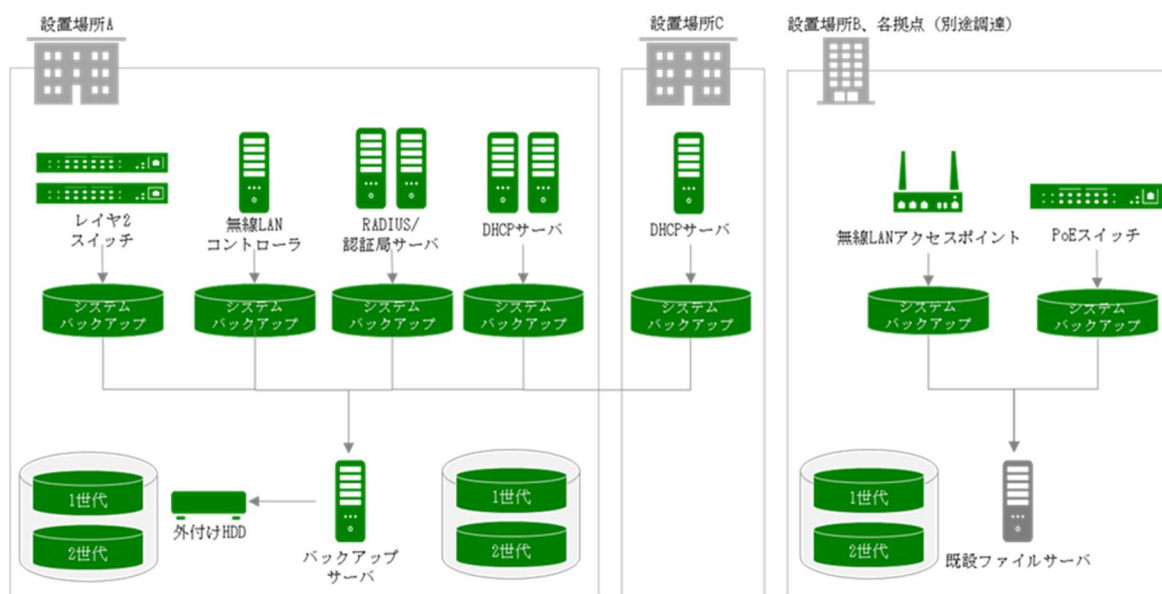 設置場所A
設置場所C
設置場所B、各拠点（別途調達）
レイヤ2
スイッチ
無線LAN
コントローラ
RADIUS/
認証局サーバ
DHCPサーバ
DHCPサーバ
無線LANアクセスポイント
PoEスイッチ
システム
バックアップ
システム
バックアップ
システム
バックアップ
システム
バックアップ
システム
バックアップ
システム
バックアップ
システム
バックアップ
1世代
2世代
外付けHDD
バックアップ
サーバ
1世代
2世代
1世代
2世代
既設ファイルサーバ